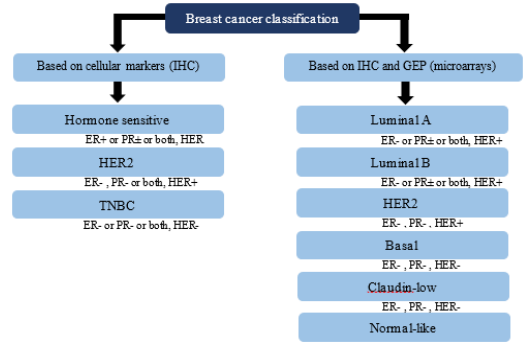 Breast cancer classification
Based on cellular markers (IHC)
Hormone sensitive
ER+ or PR± or both, HER
HER2
ER- , PR- or both, HER+
TNBC
ER- or PR- or both, HER-
Based on IHC and GEP (microarrays)
Luminal A
ER- or PR± or both, HER+
Luminal B
ER- or PR± or both, HER+
HER2
ER- , PR- , HER+
Basal
ER- , PR- , HER-
Claudin-low
ER- , PR- , HER-
Normal-like